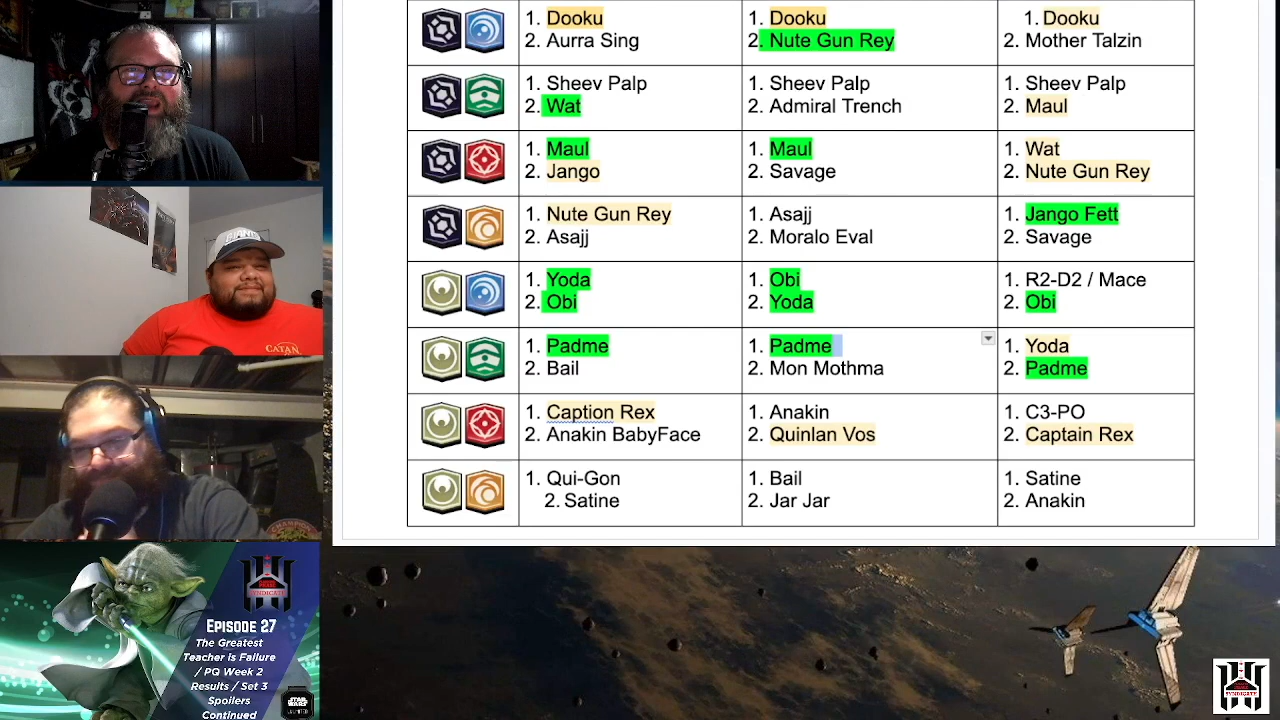 1. Dooku
2. Aurra Sing
1. Dooku
2. Nute Gun Rey
1. Dooku
2. Mother Talzin
1. Sheev Palp
2. Wat
1. Sheev Palp
2. Admiral Trench
1. Sheev Palp
2. Maul
1. Maul
2. Jango
1. Maul
2. Savage
1. Wat
2. Nute Gun Rey
1. Nute Gun Rey
2. Asajj
1. Asajj
2. Moralo Eval
1. Jango Fett
2. Savage
1. Yoda
2. Obi
1. Obi
2. Yoda
1. R2-D2 / Mace
2. Obi
1. Padme
2. Bail
1. Padme
2. Mon Mothma
1. Yoda
2. Padme
1. Caption Rex
2. Anakin BabyFace
1. Anakin
2. Quinlan Vos
1. C3-PO
2. Captain Rex
1. Qui-Gon
2. Satine
1. Bail
2. Jar Jar
1. Satine
2. Anakin
GIANTS
CATAN
SYNDICATE
Episode 27
The Greatest
Teacher is Failure
/ PQ Week 2
Results / Set 3
Spoilers
Continued
STAR
WARS
UNLIMITED
SYNDICATE